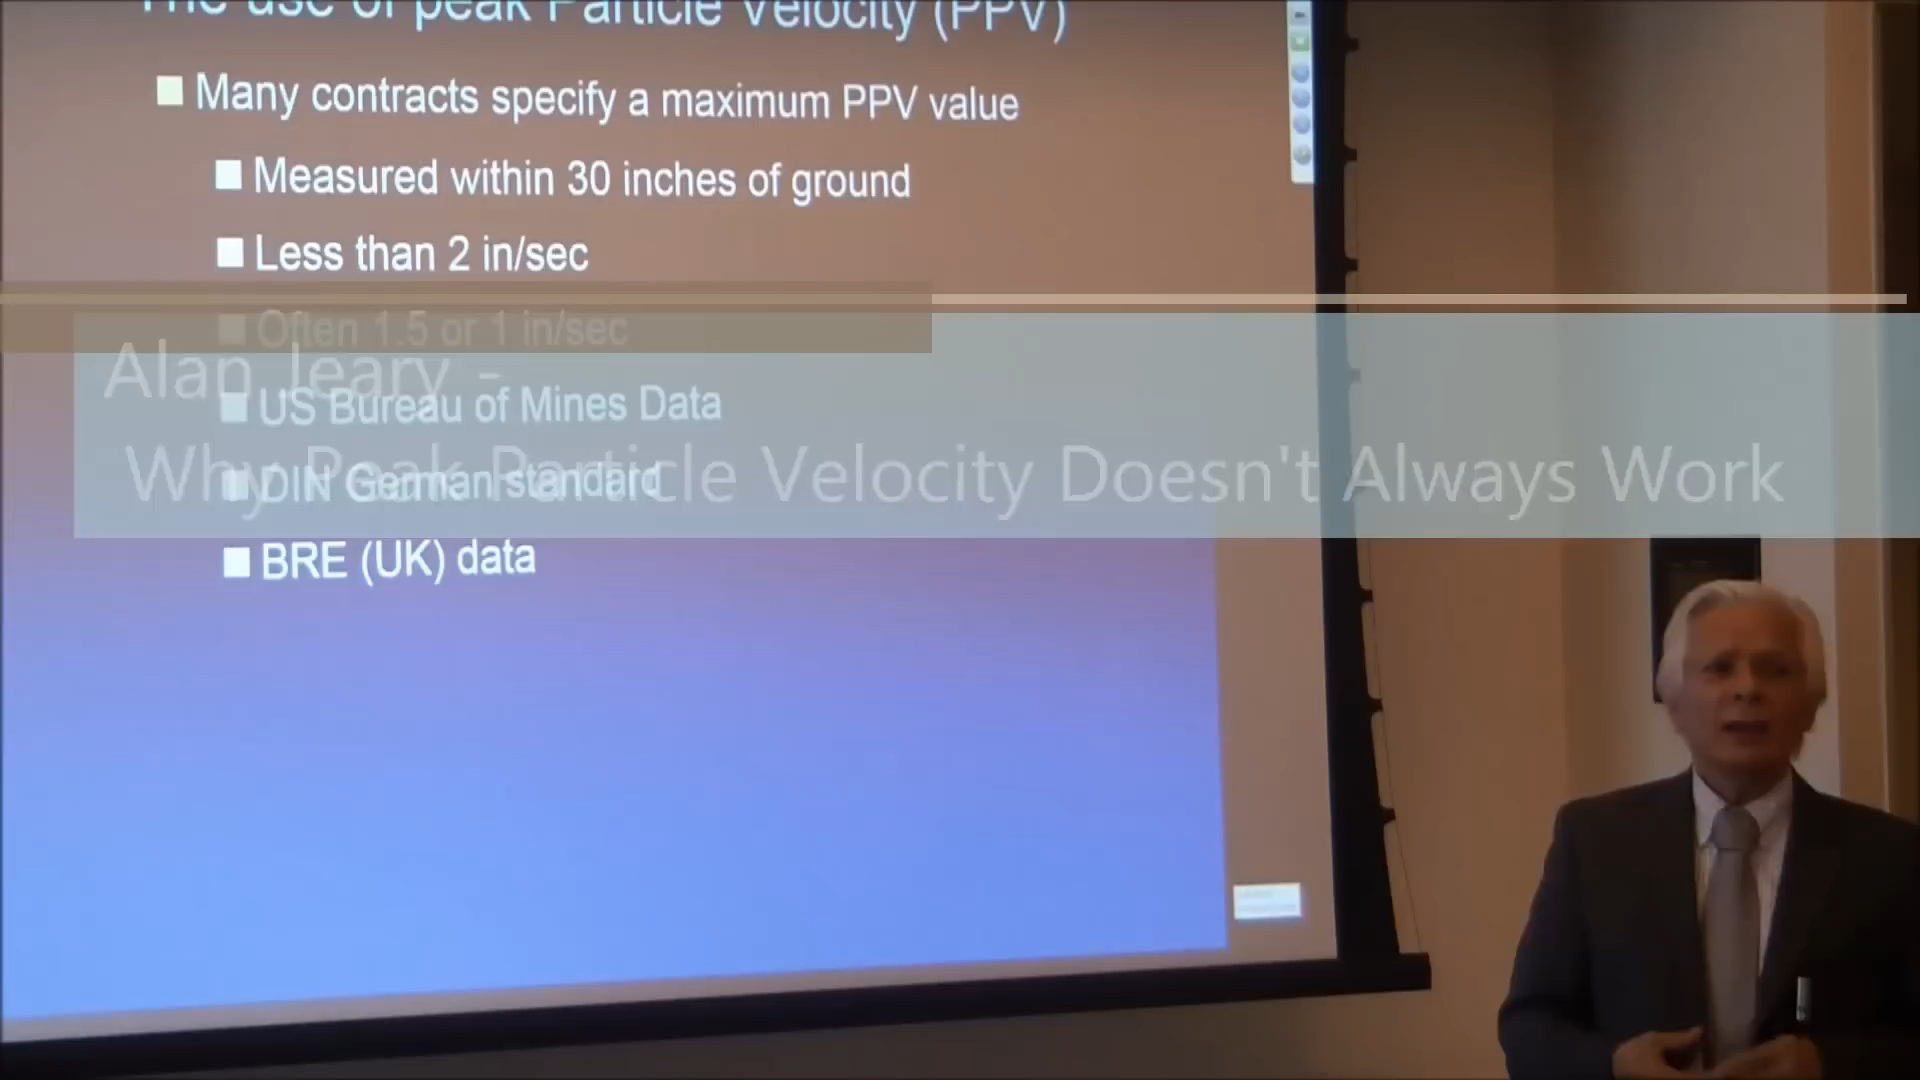 The use of peak Particle Velocity (PPV)
Many contracts specify a maximum PPV value
Measured within 30 inches of ground
Less than 2 in/sec
Often 1.5 or 1 in/sec
Alan Jeary -
US Bureau of Mines Data
Why Peak Particle Velocity Doesn't Always Work
DIN German standard
BRE (UK) data